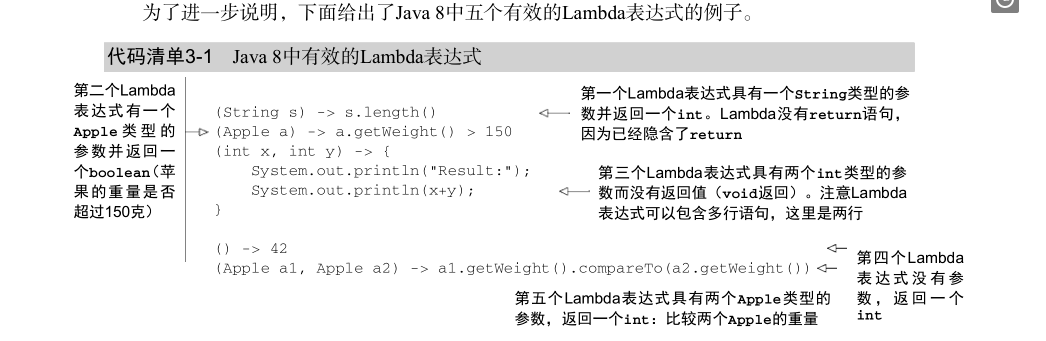 为了进一步说明，下面给出了Java 8中五个有效的Lambda表达式的例子。
代码清单3-1 Java 8中有效的Lambda表达式
第二个Lambda
表达式有一个
Apple类型的
参数并返回一
个boolean（苹
果的重量是否
超过150克）
(String s) -> s.length()
(Apple a) -> a.getWeight() > 150
(int x, int y) -> {
System.out.println("Result:");
System.out.println(x+y);
}
() -> 42
(Apple a1, Apple a2) -> a1.getWeight().compareTo(a2.getWeight())
第一个Lambda表达式具有一个String类型的参
数并返回一个int。Lambda没有return语句，
因为已经隐含了return
第三个Lambda表达式具有两个int类型的参
数而没有返回值（void返回）。注意Lambda
表达式可以包含多行语句，这里是两行
第四个Lambda
表达式没有参
数，返回一个
int
第五个Lambda表达式具有两个Apple类型的
参数，返回一个int：比较两个Apple的重量